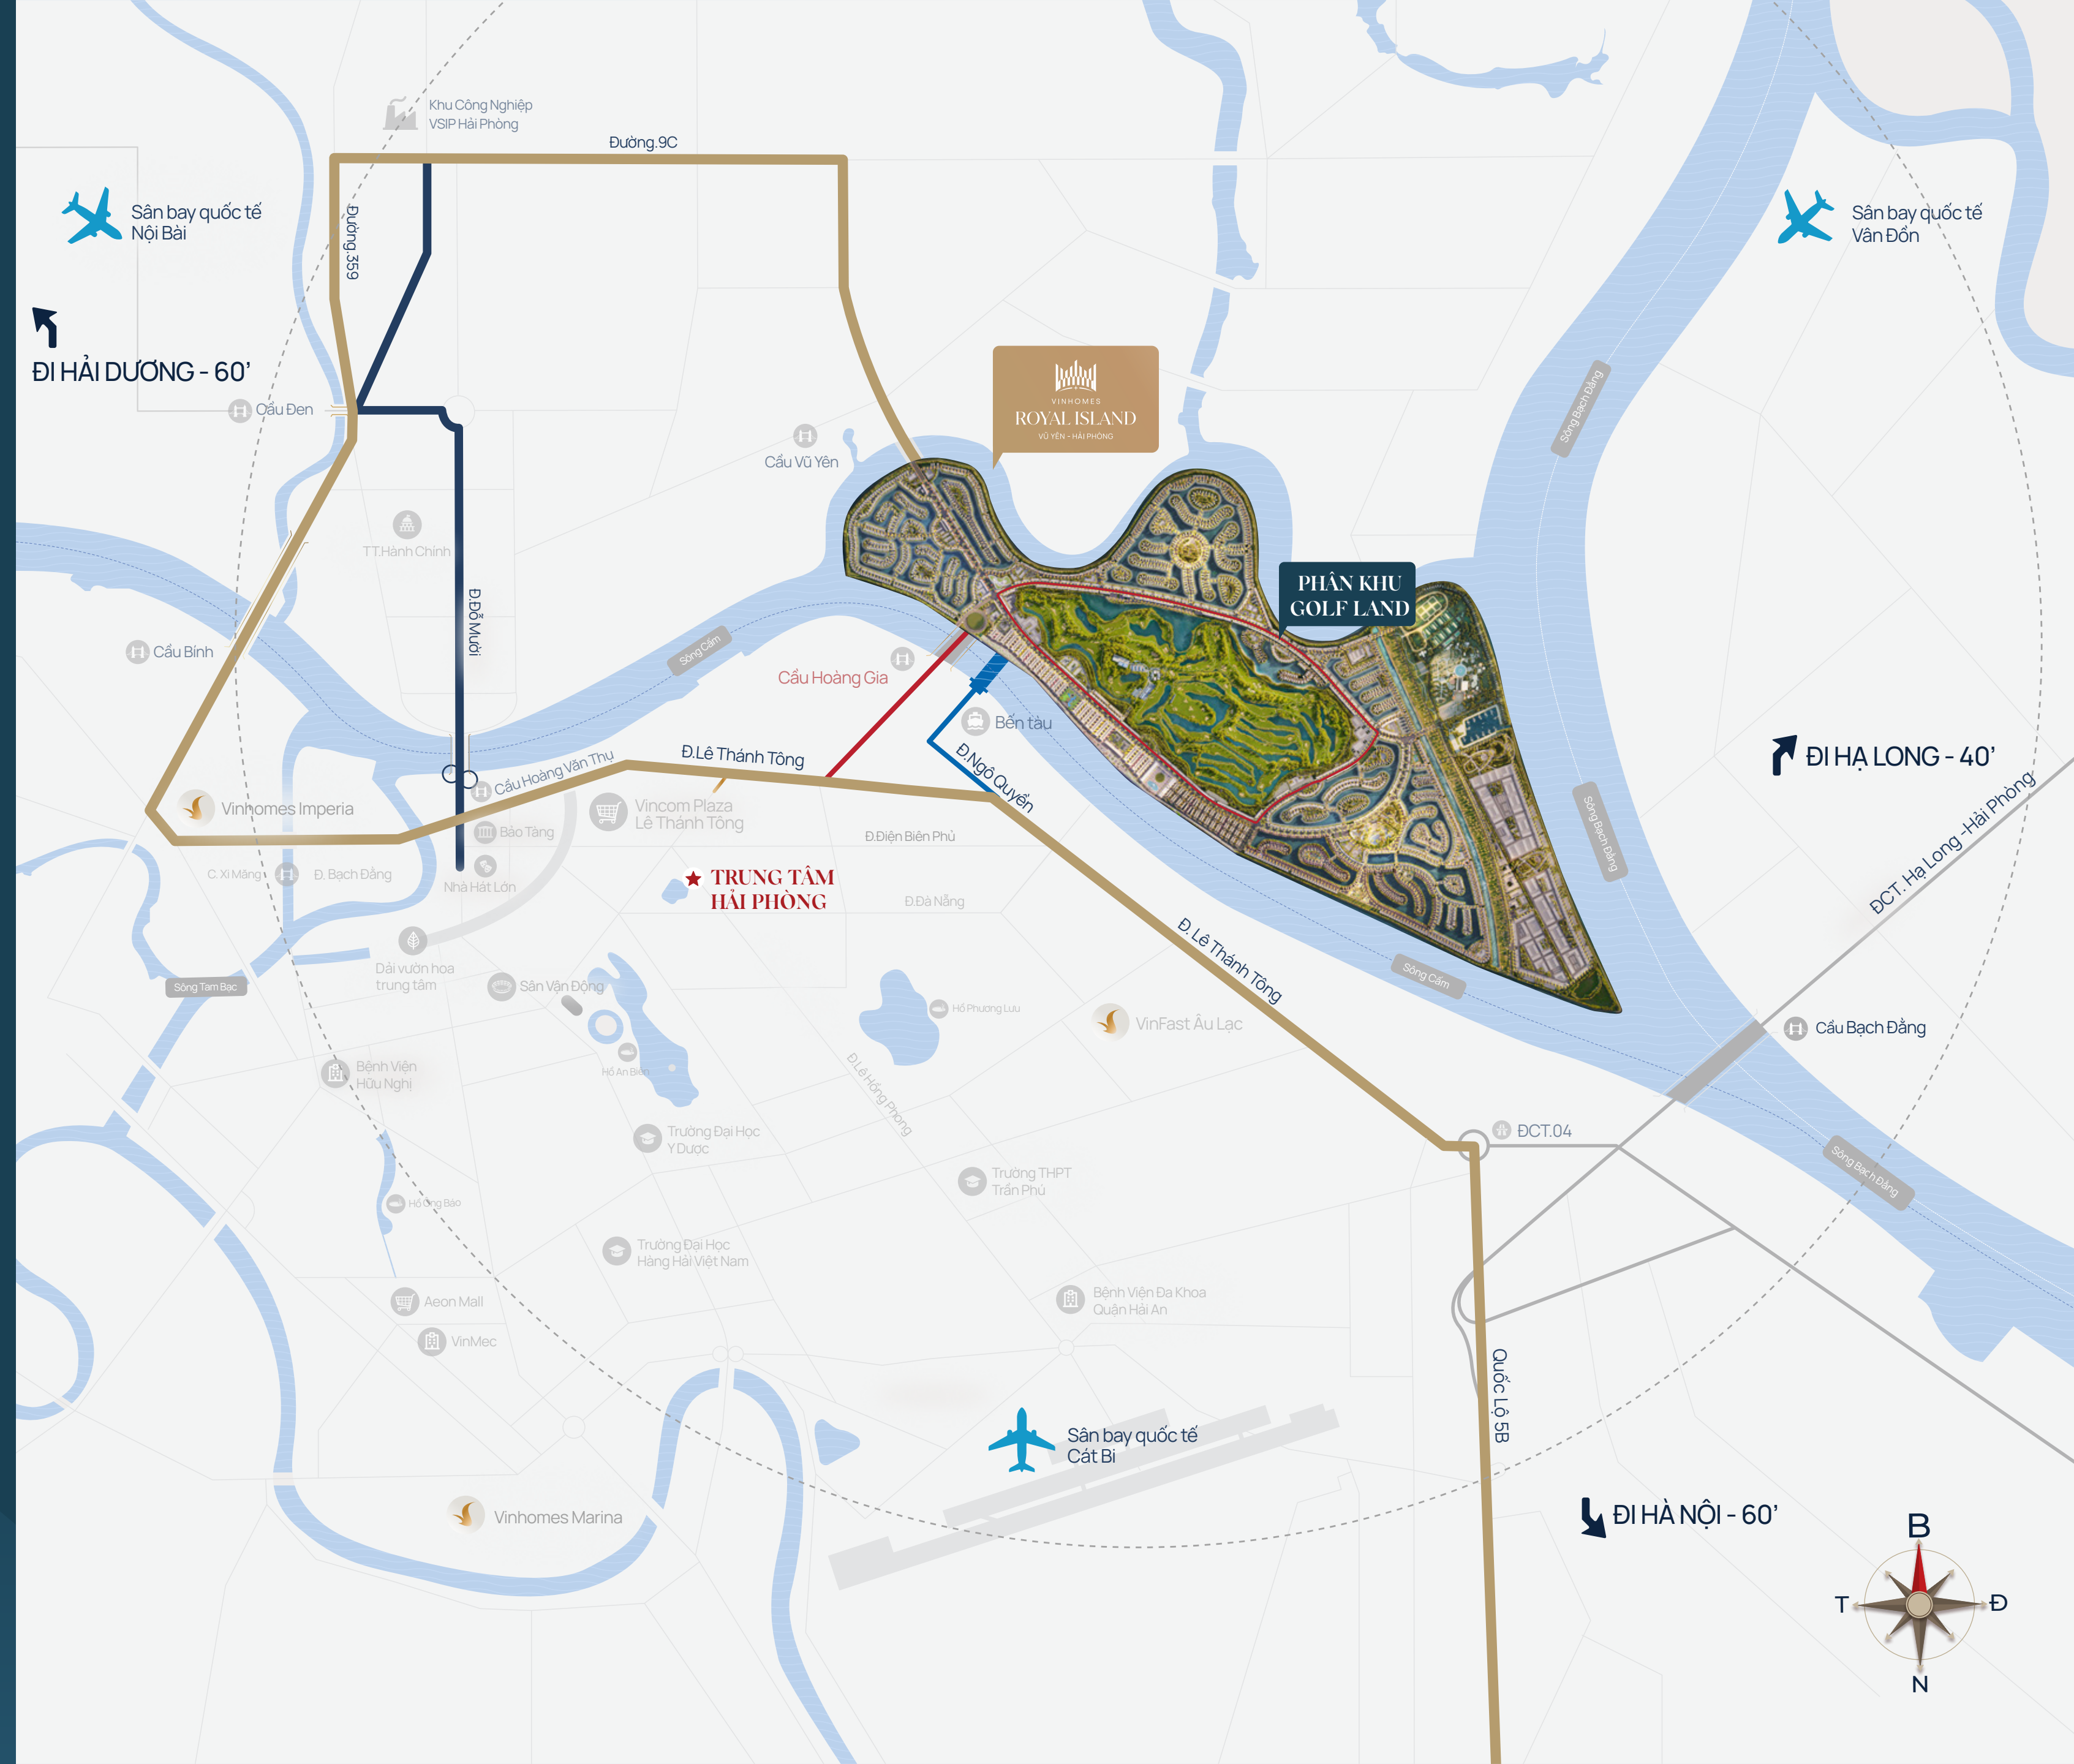 Khu Công Nghiệp
VSIP Hải Phòng
Đường.9C
Sân bay quốc tế
Nội Bài
Đường.359
Sân bay quốc tế
Vân Đồn
ĐI HẢI DƯƠNG - 60’
Cầu Đen
VINHOMES
ROYAL ISLAND
VŨ YÊN - HẢI PHÒNG
Sông Bạch Đằng
Cầu Vũ Yên
TT.Hành Chính
PHÂN KHU
GOLF LAND
Đ.Đỗ Mười
Cầu Bính
Sông Cấm
Cầu Hoàng Gia
Bến tàu
Đ.Lê Thánh Tông
Đ.Ngô Quyền
ĐI HẠ LONG - 40’
Cầu Hoàng Văn Thụ
Vinhomes Imperia
Vincom Plaza
Lê Thánh Tông
Bảo Tàng
Đ.Điện Biên Phủ
Sông Bạch Đằng
ĐCT. Hạ Long -Hải Phòng
C. Xi Măng
Đ. Bạch Đằng
Nhà Hát Lớn
TRUNG TÂM
HẢI PHÒNG
Đ.Đà Nẵng
Đ. Lê Thánh Tông
Dải vườn hoa
trung tâm
Sông Tam Bạc
Sân Vận Động
Sông Cấm
Hồ Phương Lưu
VinFast Âu Lạc
Cầu Bạch Đằng
Bệnh Viện
Hữu Nghị
Hồ An Biên
Đ.Lê Hồng Phong
Trường Đại Học
Y Dược
ĐCT.04
Sông Bạch Đằng
Trường THPT
Trần Phú
Hồ Ông Báo
Trường Đại Học
Hàng Hải Việt Nam
Aeon Mall
Bệnh Viện Đa Khoa
Quận Hải An
VinMec
Quốc Lộ 5B
Sân bay quốc tế
Cát Bi
Vinhomes Marina
ĐI HÀ NỘI - 60’
B
T
Đ
N